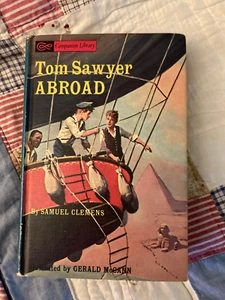 Companion Library
Tom Sawyer
ABROAD
By SAMUEL CLEMENS
by GERALD McCANN